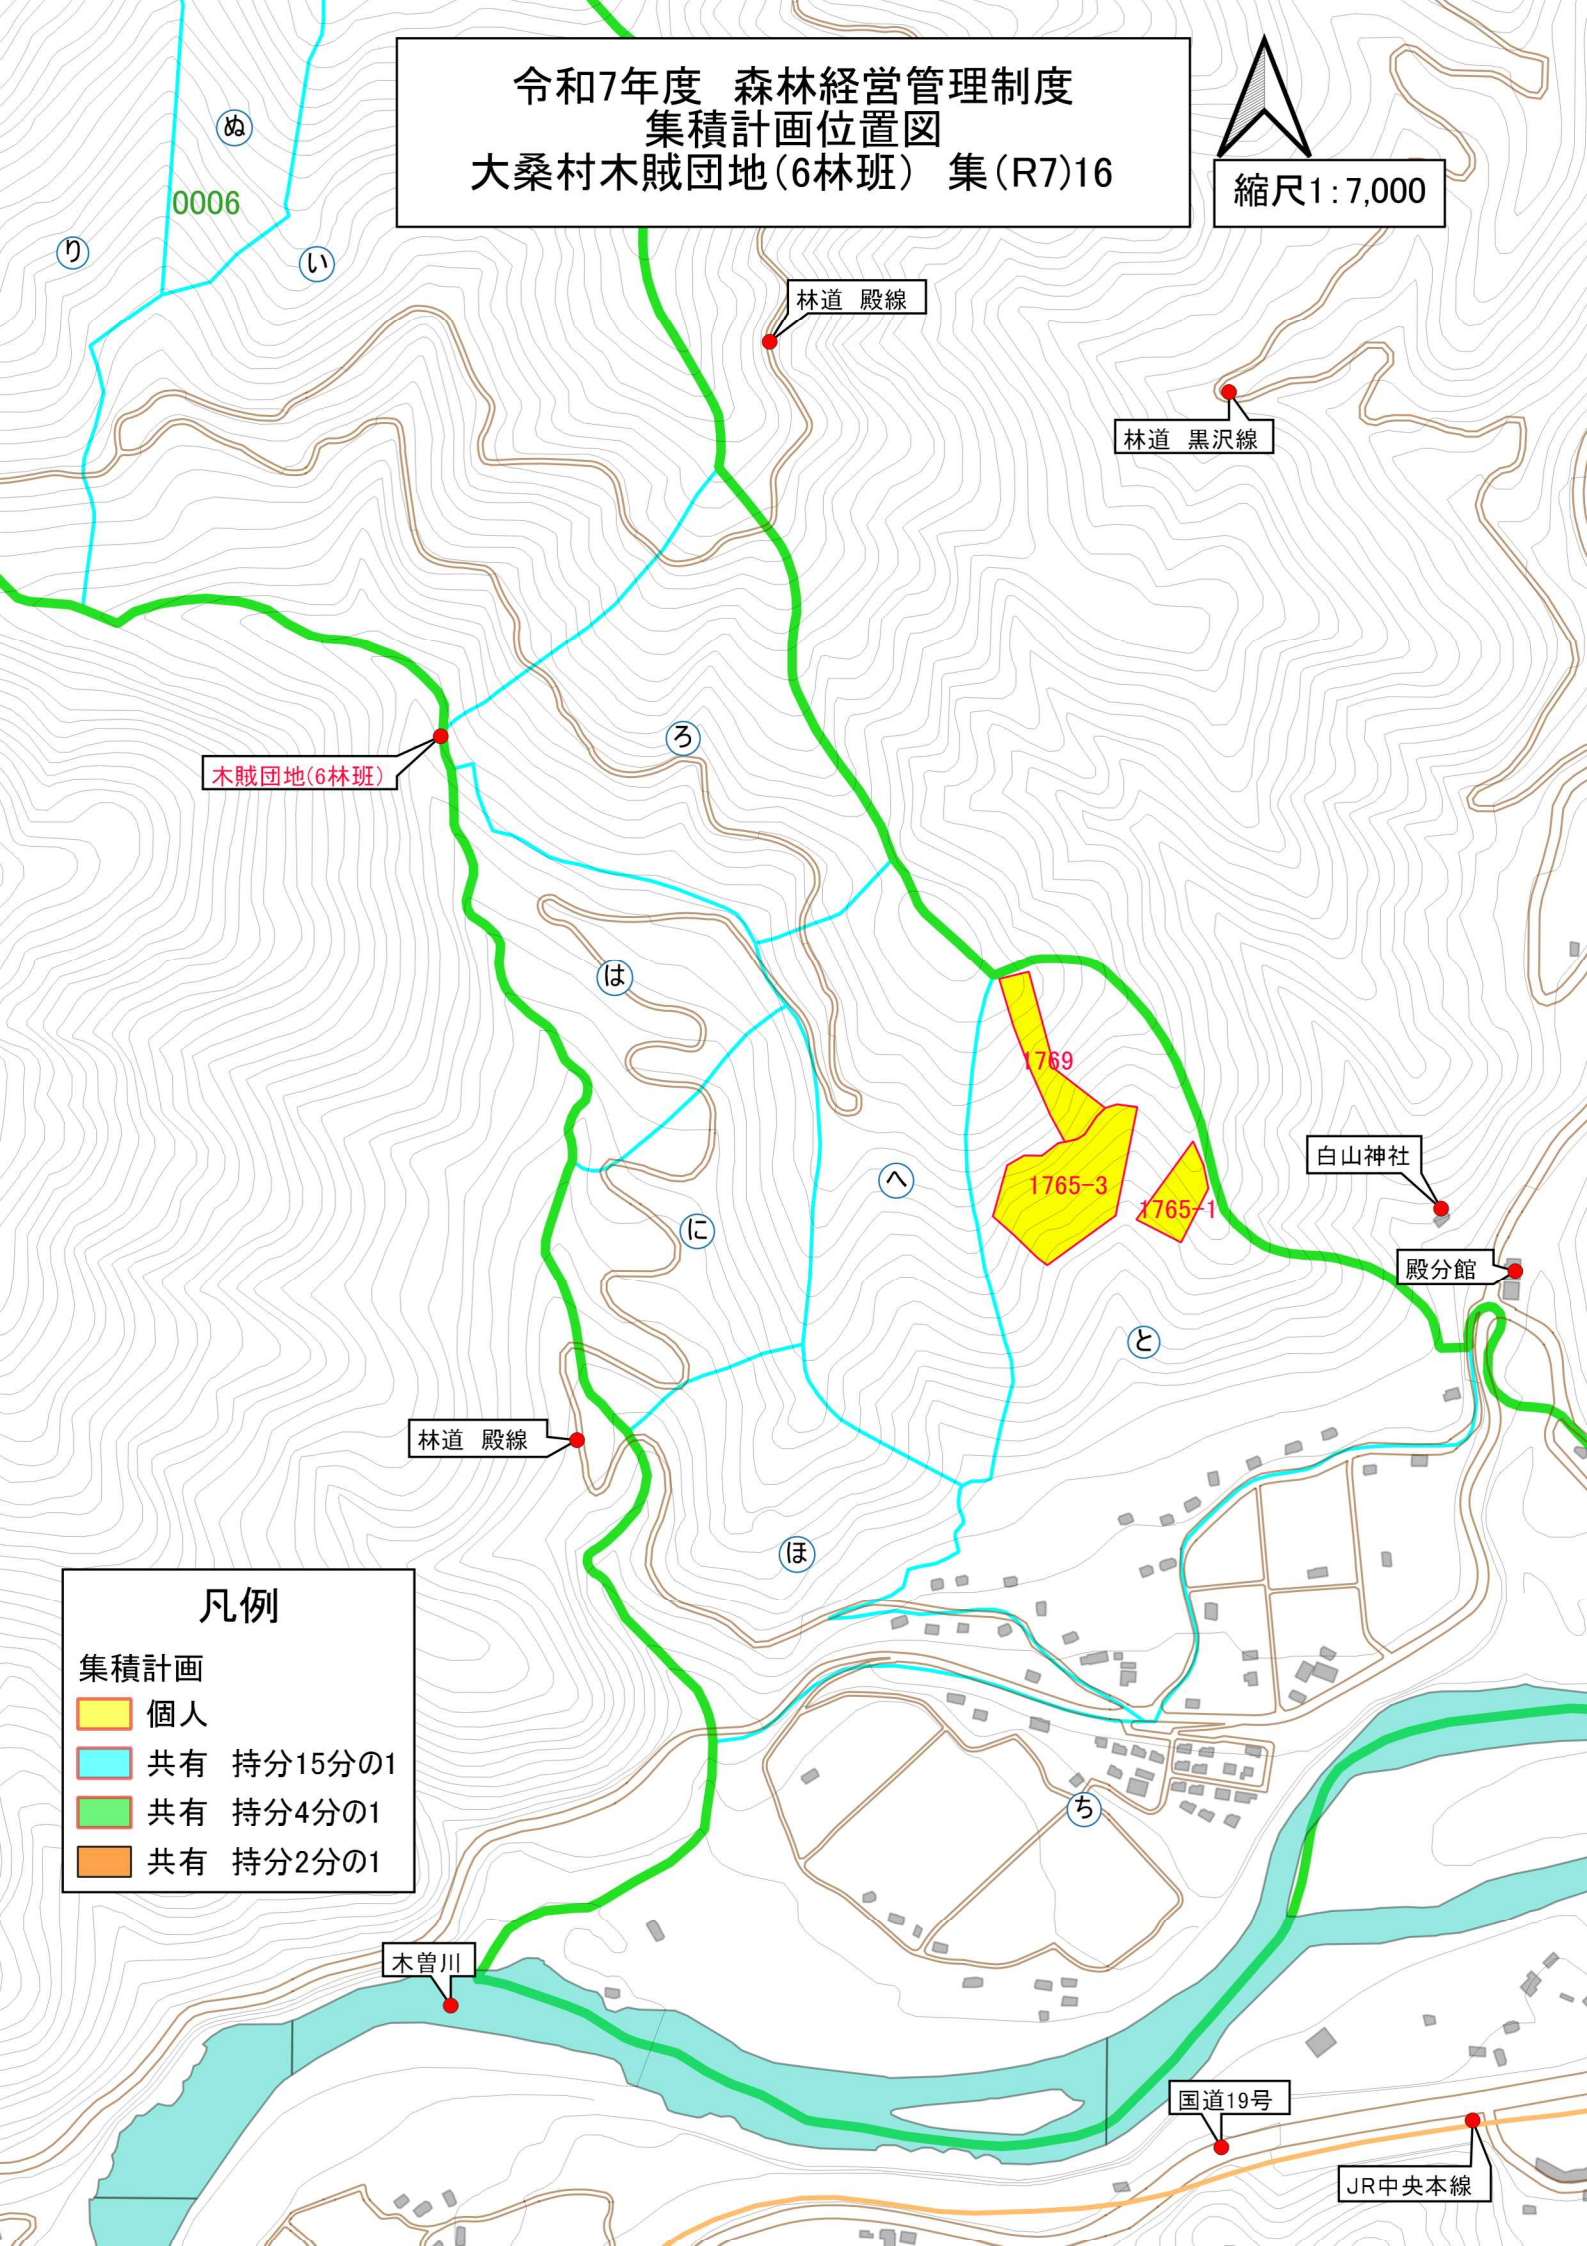 令和7年度　森林経営管理制度
集積計画位置図
大桑村木賊団地(6林班)　集(R7)16
縮尺1:7,000
ぬ
0006
り
い
林道　殿線
林道　黒沢線
ろ
木賊団地(6林班)
は
1769
白山神社
へ
1765-3
1765-1
に
殿分館
と
林道　殿線
ほ
凡例
集積計画
個人
共有　持分15分の1
共有　持分4分の1
共有　持分2分の1
ち
木曽川
国道19号
JR中央本線